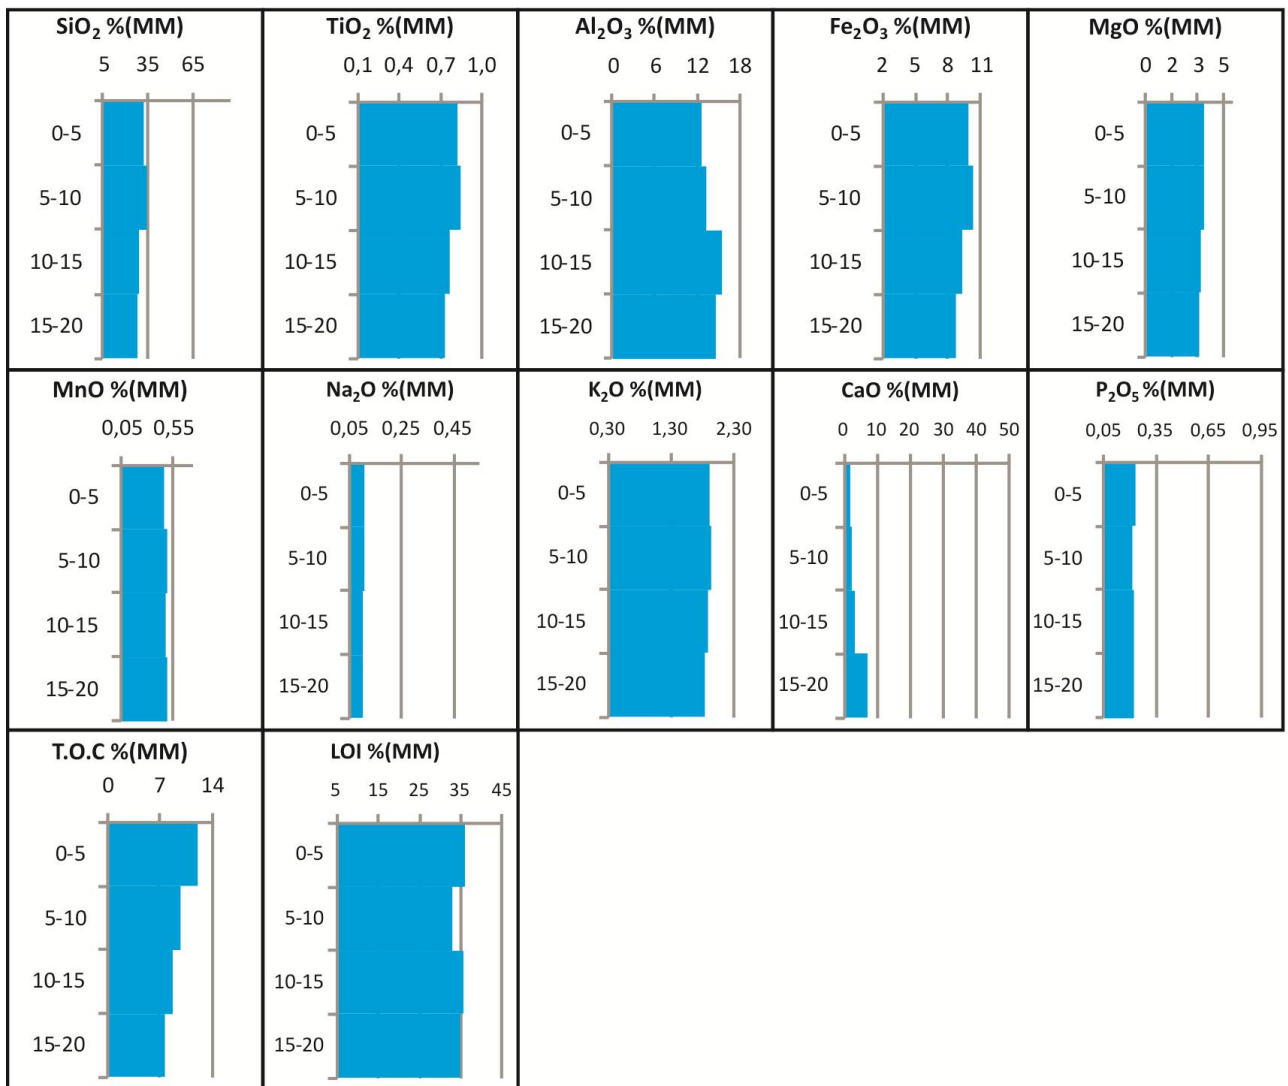 SiO₂ %(MM)
5 35 65
0-5
5-10
10-15
15-20
TiO₂ %(MM)
0,1 0,4 0,7 1,0
0-5
5-10
10-15
15-20
Al₂O₃ %(MM)
0 6 12 18
0-5
5-10
10-15
15-20
Fe₂O₃ %(MM)
2 5 8 11
0-5
5-10
10-15
15-20
MgO %(MM)
0 2 3 5
0-5
5-10
10-15
15-20
MnO %(MM)
0,05 0,55
0-5
5-10
10-15
15-20
Na₂O %(MM)
0,05 0,25 0,45
0-5
5-10
10-15
15-20
K₂O %(MM)
0,30 1,30 2,30
0-5
5-10
10-15
15-20
CaO %(MM)
0 10 20 30 40 50
0-5
5-10
10-15
15-20
P₂O₅ %(MM)
0,05 0,35 0,65 0,95
0-5
5-10
10-15
15-20
T.O.C %(MM)
0 7 14
0-5
5-10
10-15
15-20
LOI %(MM)
5 15 25 35 45
0-5
5-10
10-15
15-20